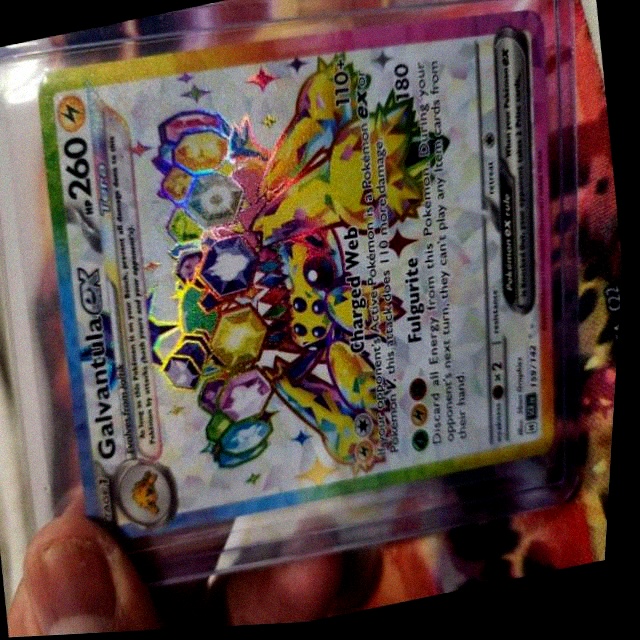 STAGE 1
Galvantula ex
HP 260
Tera
Charged Web 110+
If your opponent's Active Pokémon is a Pokémon ex or
Pokémon V, this attack does 110 more damage.
Fulgurite 180
Discard all Energy from this Pokémon. During your
opponent's next turn, they can't play any Item cards from
their hand.
weakness ×2 resistance retreat
Pokémon ex rule
159/142